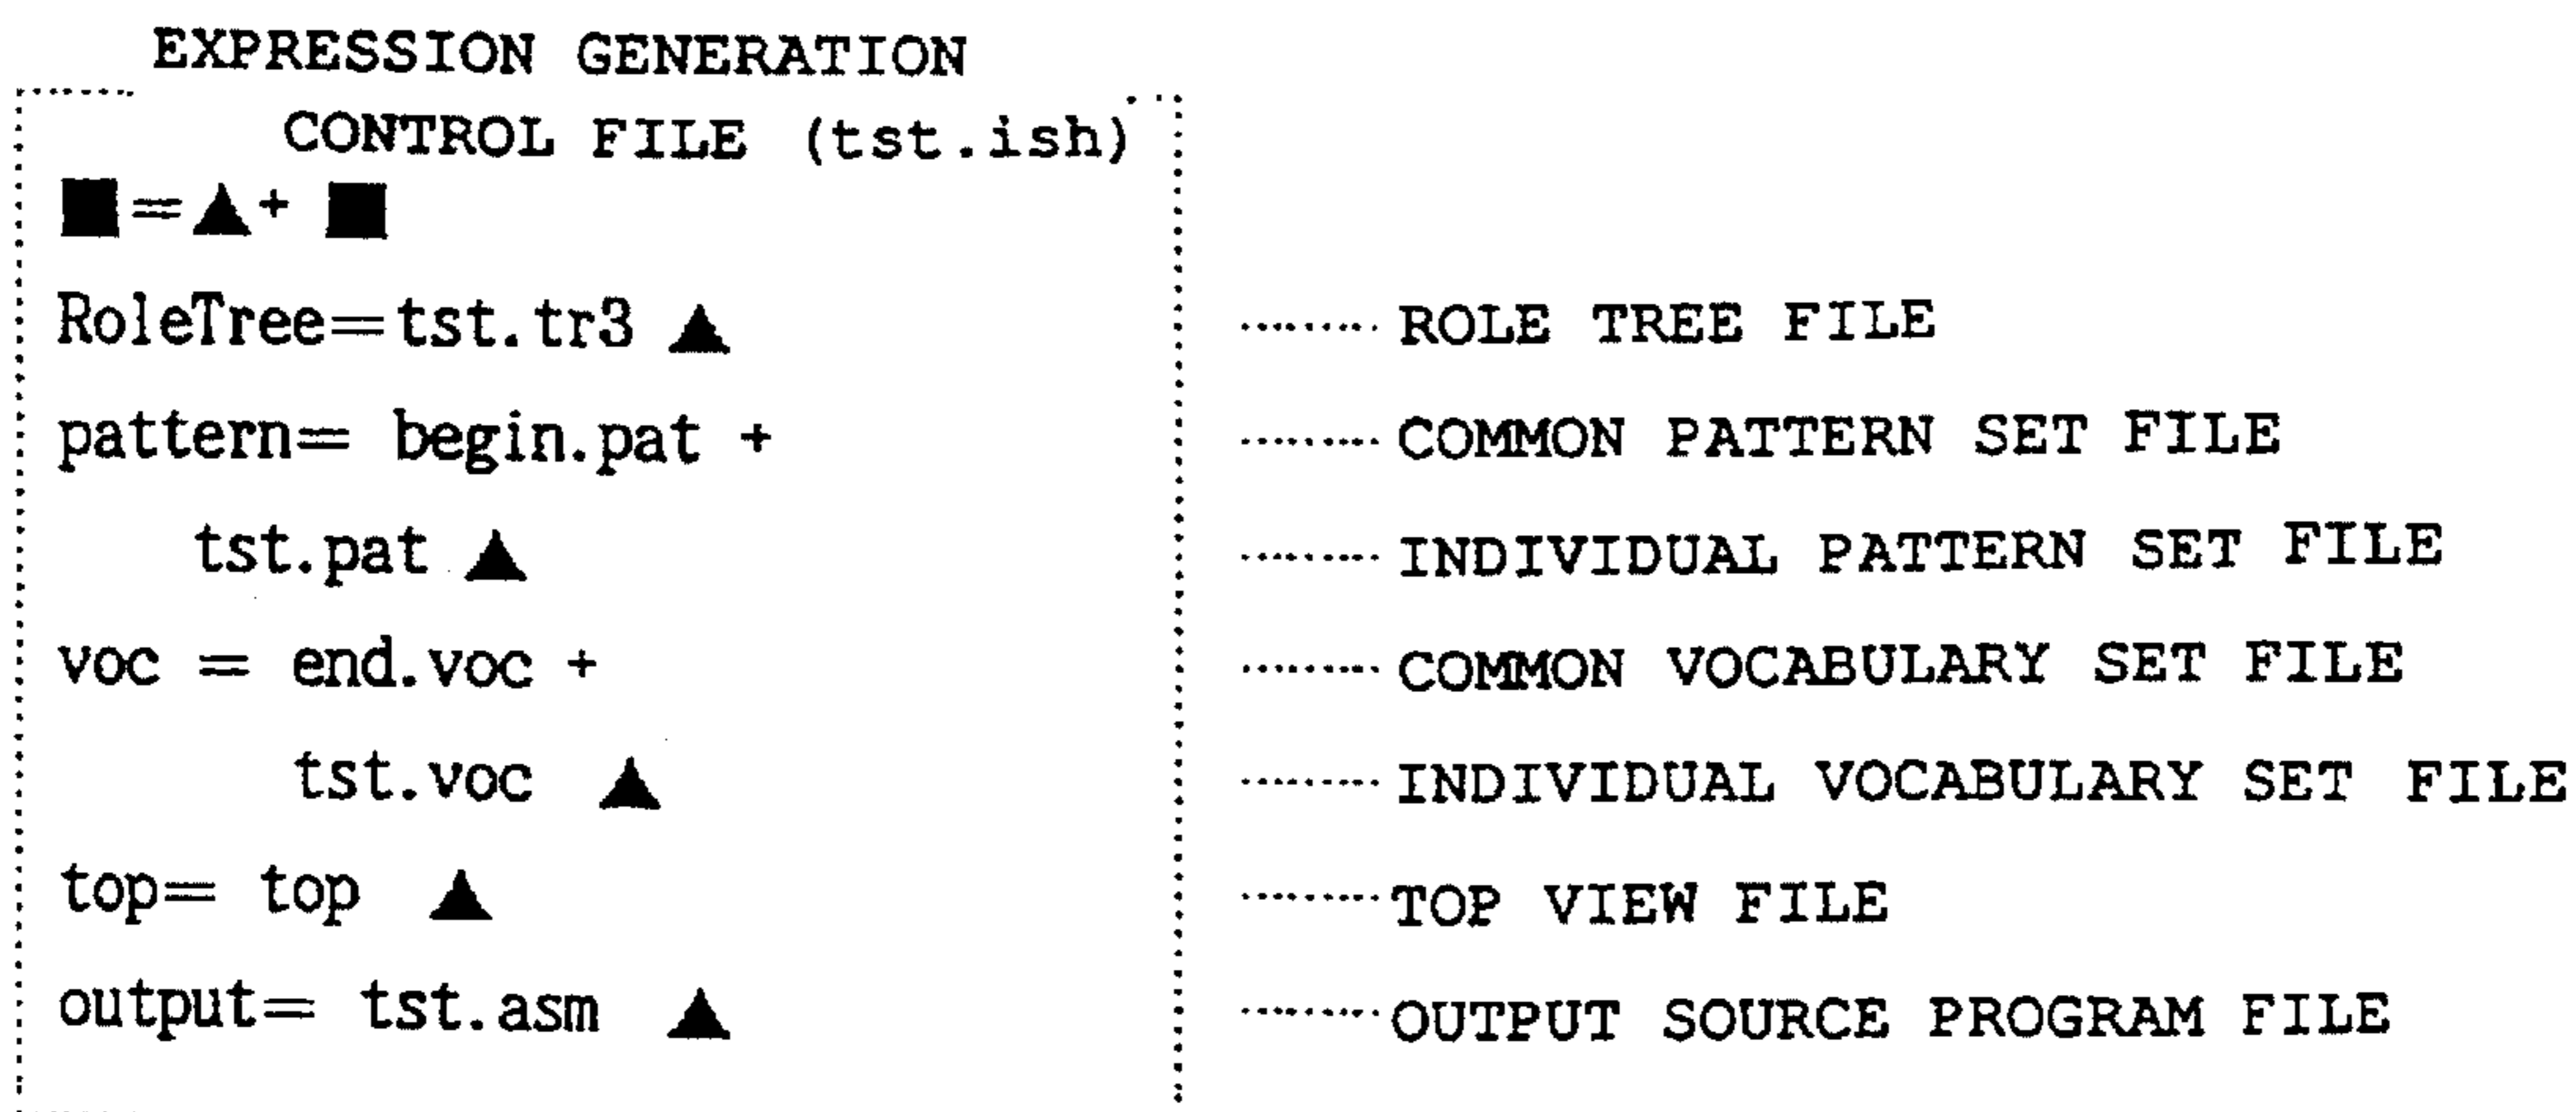 EXPRESSION GENERATION
CONTROL FILE (tst.ish)
■=▲+ ■
RoleTree=tst.tr3 ▲ ········· ROLE TREE FILE
pattern= begin.pat + ········· COMMON PATTERN SET FILE
tst.pat ▲ ········· INDIVIDUAL PATTERN SET FILE
voc = end.voc + ········· COMMON VOCABULARY SET FILE
tst.voc ▲ ········· INDIVIDUAL VOCABULARY SET FILE
top= top ▲ ········· TOP VIEW FILE
output= tst.asm ▲ ········· OUTPUT SOURCE PROGRAM FILE